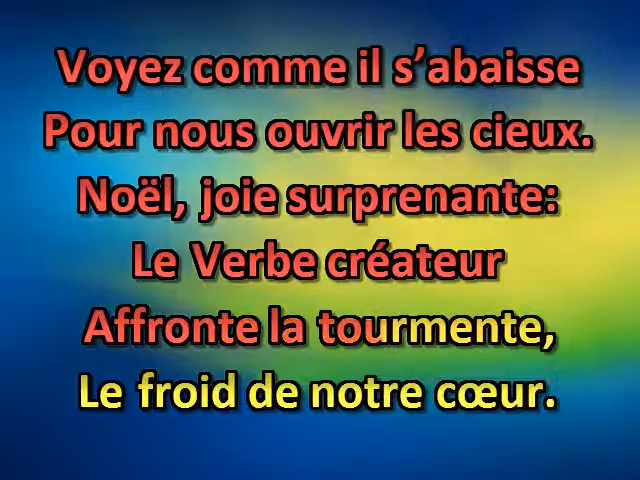 Voyez comme il s’abaisse
Pour nous ouvrir les cieux.
Noël, joie surprenante:
Le Verbe créateur
Affronte la tourmente,
Le froid de notre cœur.